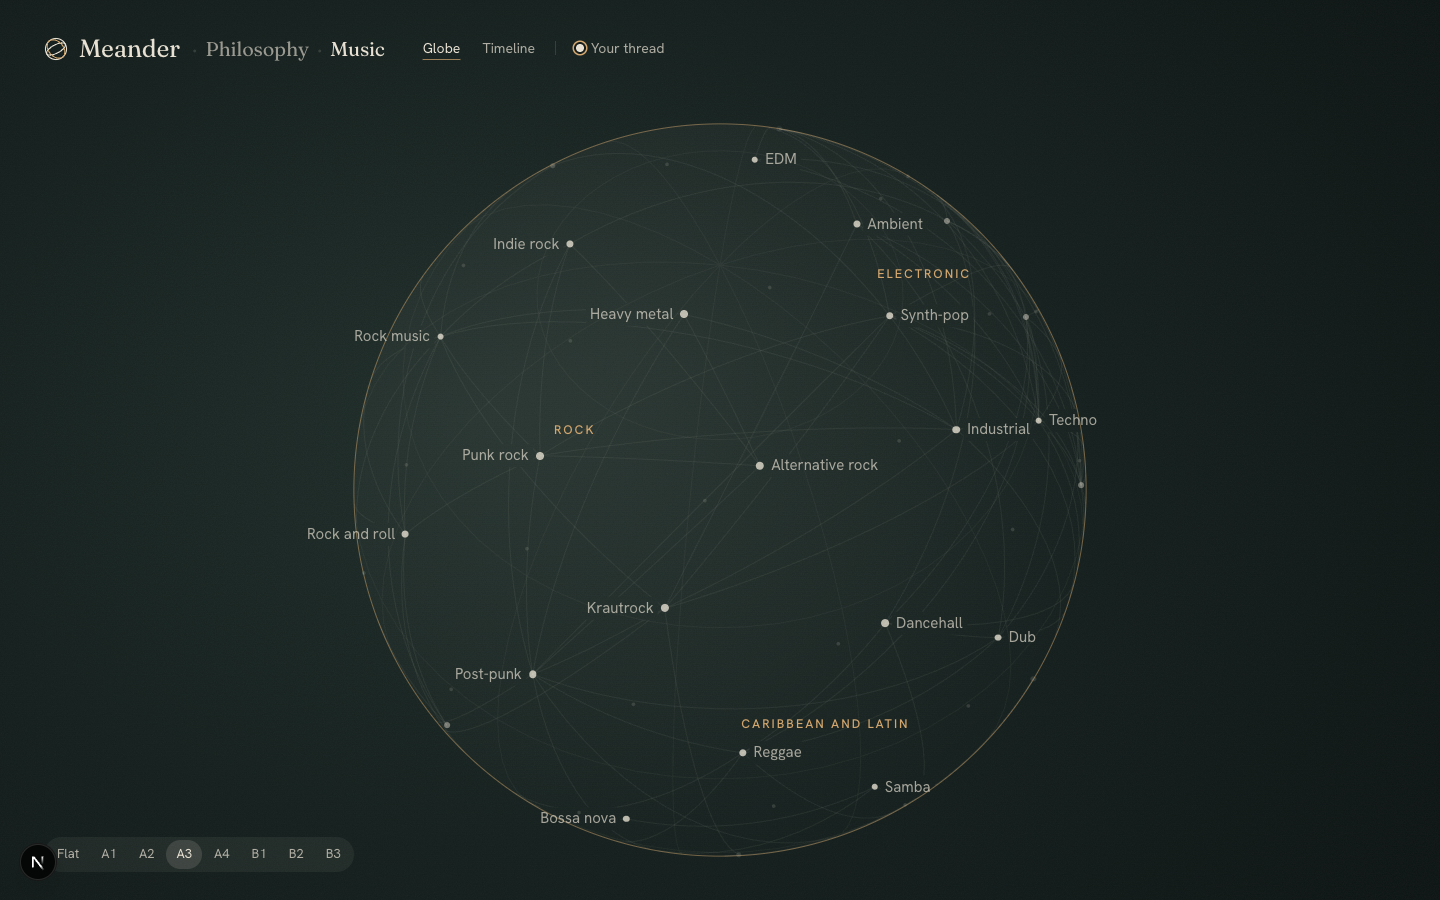 Meander · Philosophy · Music Globe Timeline Your thread
EDM
Ambient
Indie rock
ELECTRONIC
Heavy metal
Synth-pop
Rock music
Techno
Industrial
ROCK
Punk rock
Alternative rock
Rock and roll
Krautrock
Dancehall
Dub
Post-punk
CARIBBEAN AND LATIN
Reggae
Samba
Bossa nova
N Flat A1 A2 A3 A4 B1 B2 B3